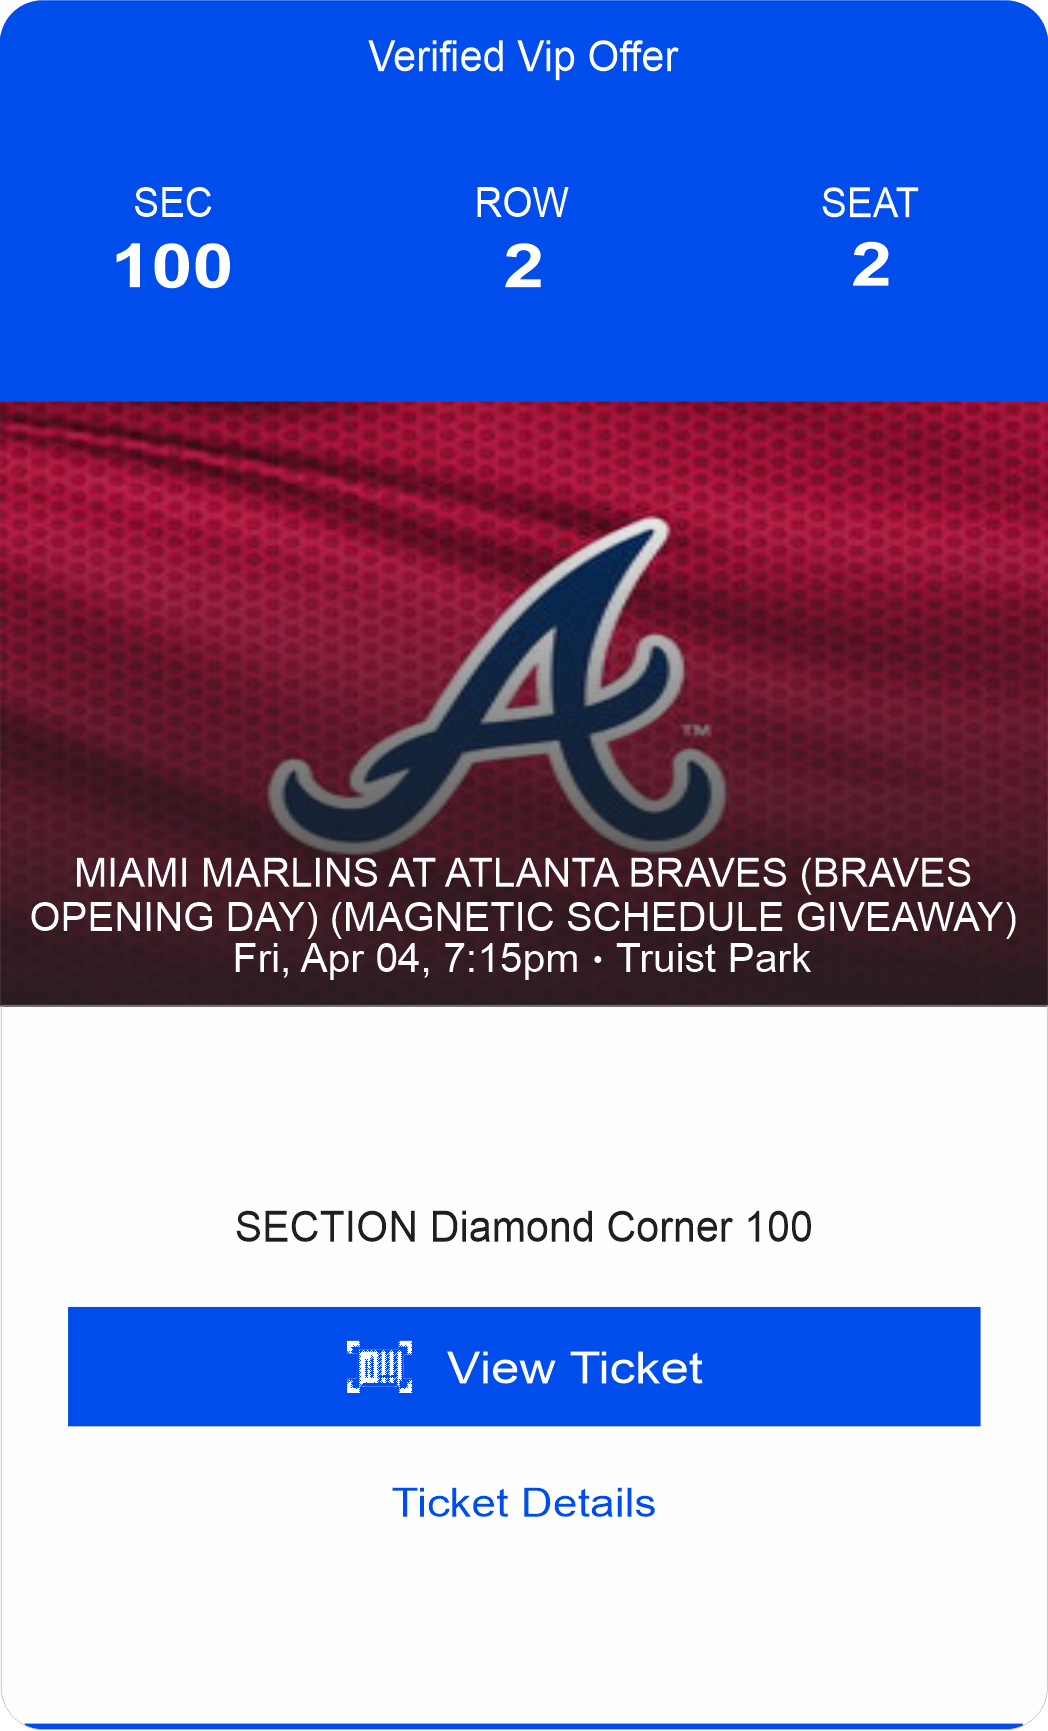 Verified Vip Offer
SEC ROW SEAT
100 2 2
TM
MIAMI MARLINS AT ATLANTA BRAVES (BRAVES
OPENING DAY) (MAGNETIC SCHEDULE GIVEAWAY)
Fri, Apr 04, 7:15pm • Truist Park
SECTION Diamond Corner 100
View Ticket
Ticket Details